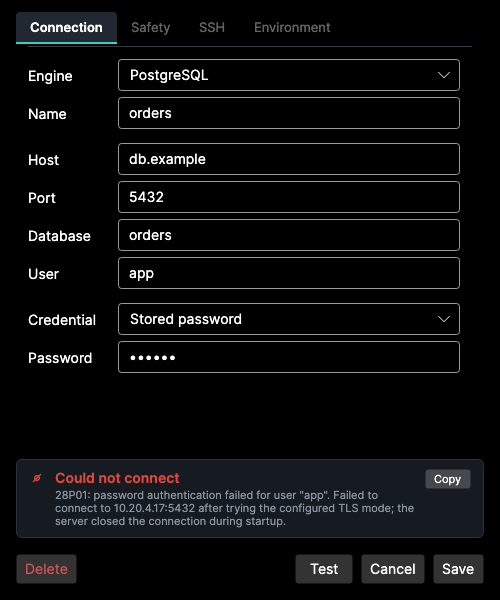 Connection Safety SSH Environment
Engine PostgreSQL
Name orders
Host db.example
Port 5432
Database orders
User app
Credential Stored password
Password ••••••
Could not connect Copy
28P01: password authentication failed for user "app". Failed to
connect to 10.20.4.17:5432 after trying the configured TLS mode; the
server closed the connection during startup.
Delete Test Cancel Save